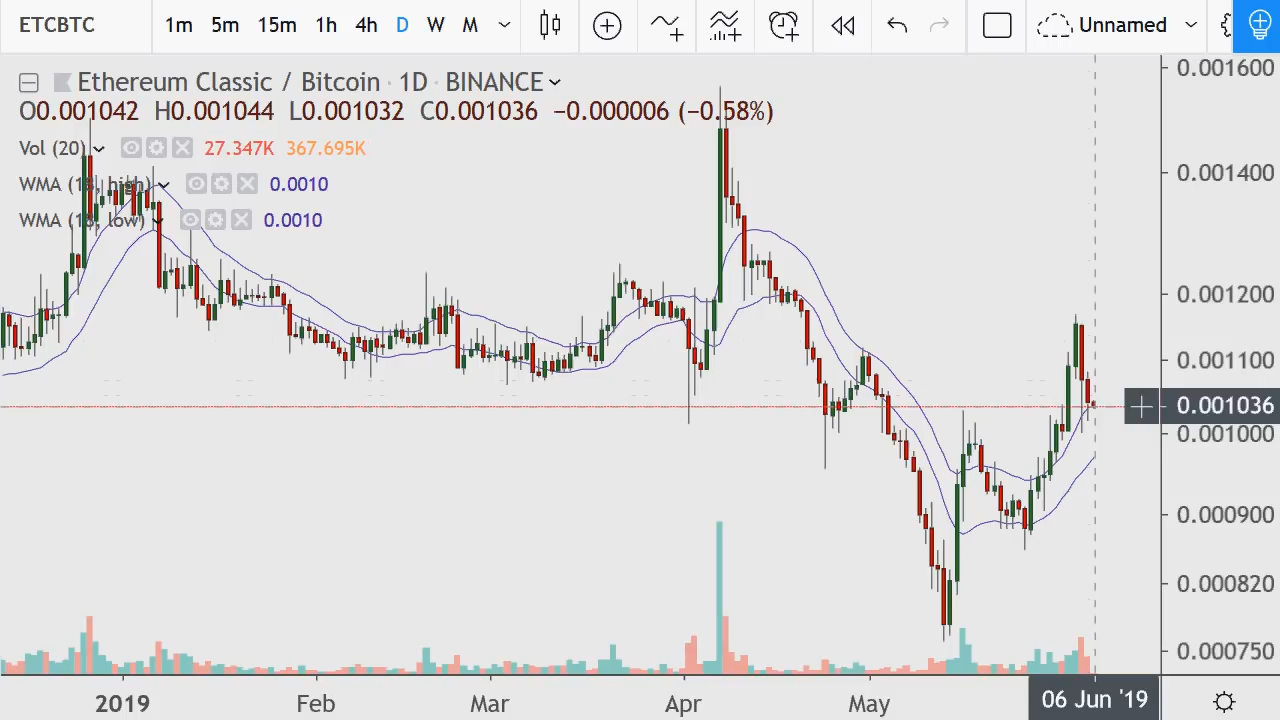 ETCBTC 1m 5m 15m 1h 4h D W M Unnamed
Ethereum Classic / Bitcoin · 1D · BINANCE
O0.001042 H0.001044 L0.001032 C0.001036 −0.000006 (−0.58%)
Vol (20) 27.347K 367.695K
WMA (18, high) 0.0010
WMA (18, low) 0.0010
0.001600
0.001400
0.001200
0.001100
0.001036
0.001000
0.000900
0.000820
0.000750
2019 Feb Mar Apr May 06 Jun '19